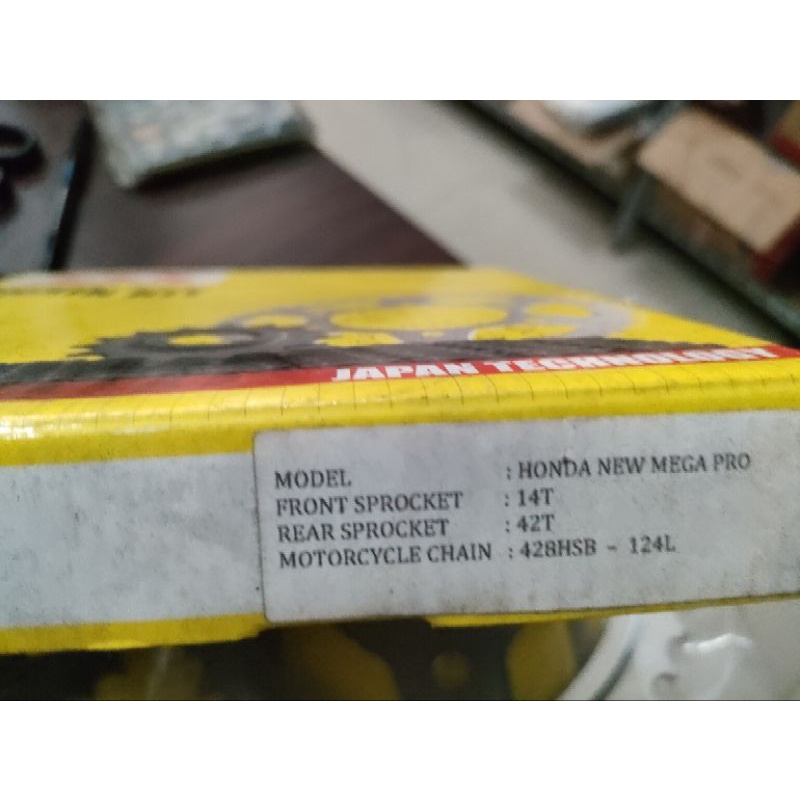 JAPAN TECHNOLOGY
MODEL : HONDA NEW MEGA PRO
FRONT SPROCKET : 14T
REAR SPROCKET : 42T
MOTORCYCLE CHAIN : 428HSB - 124L